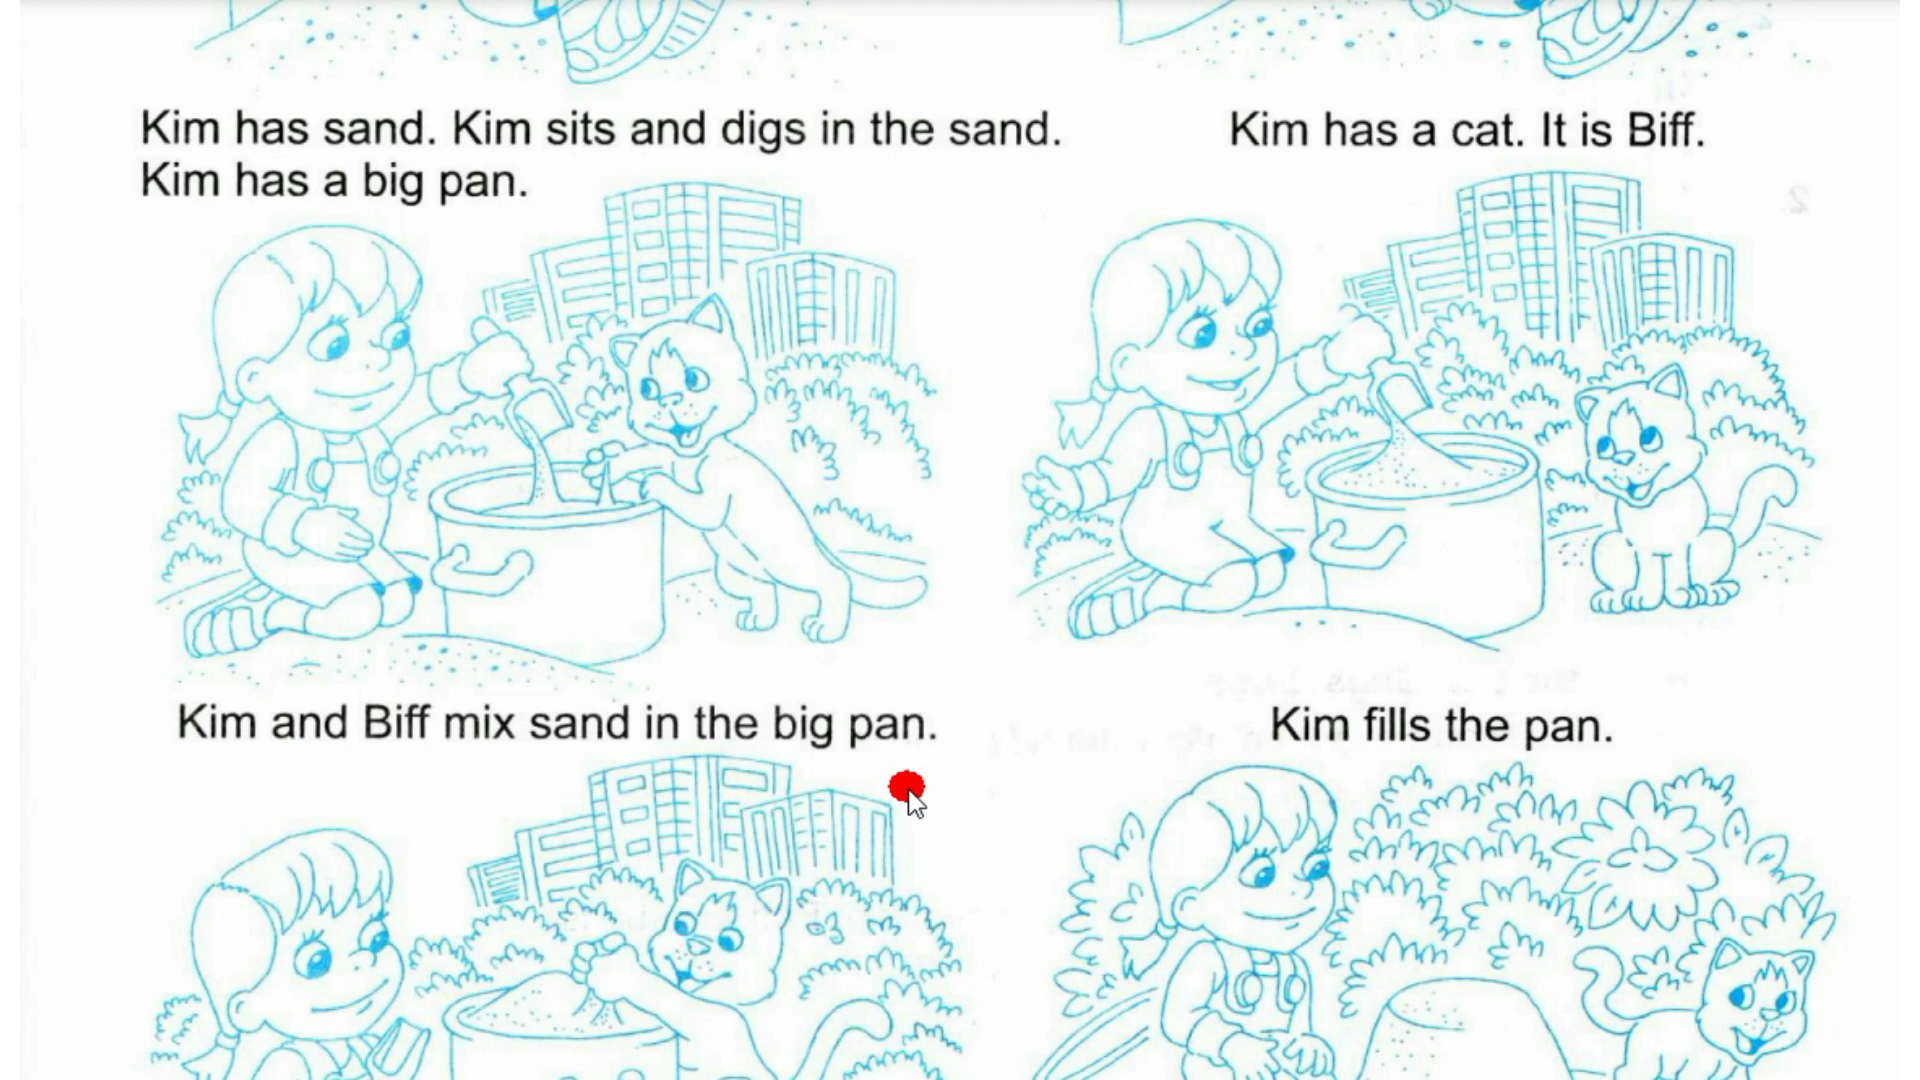 Kim has sand. Kim sits and digs in the sand.
Kim has a big pan.
Kim has a cat. It is Biff.
Kim and Biff mix sand in the big pan.
Kim fills the pan.